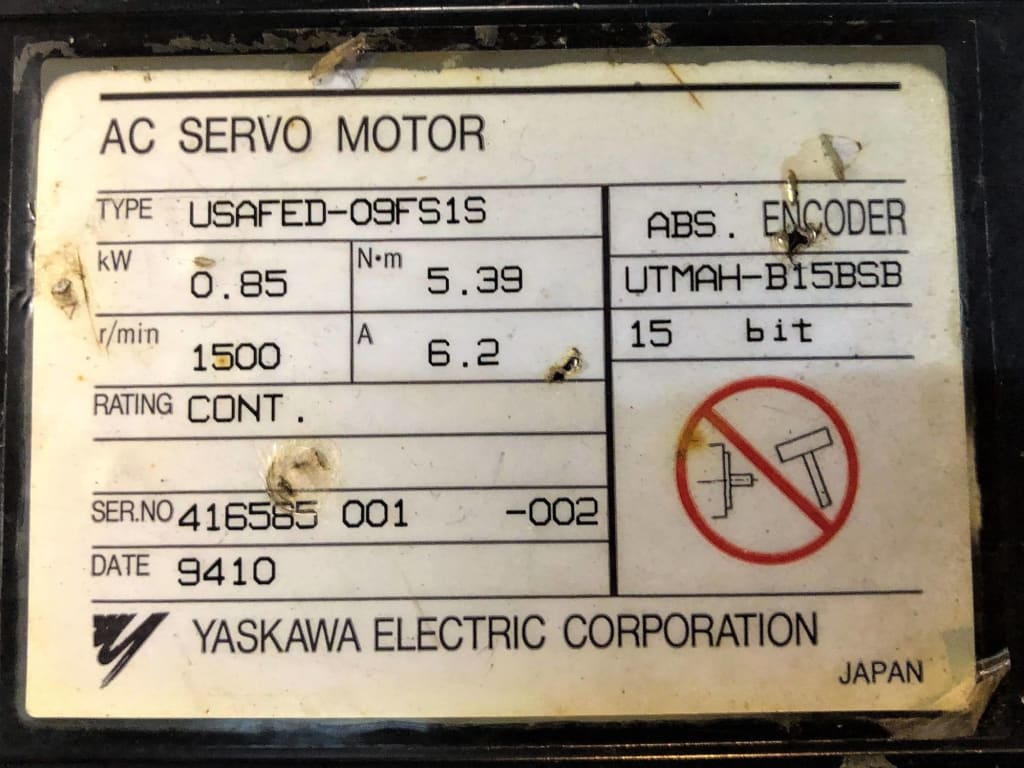 AC SERVO MOTOR
TYPE USAFED-09FS1S
kW 0.85 N·m 5.39
r/min 1500 A 6.2
RATING CONT.
SER.NO 416585 001 -002
DATE 9410
ABS. ENCODER
UTMAH-B15BSB
15 bit
YASKAWA ELECTRIC CORPORATION
JAPAN